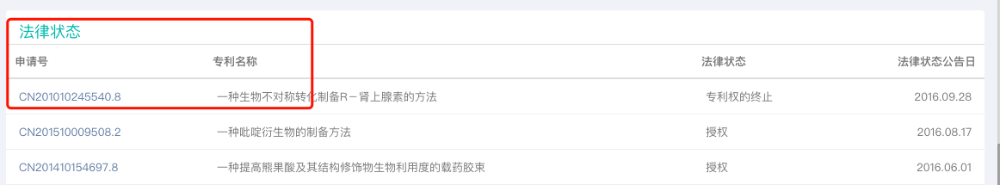 法律状态
申请号 专利名称 法律状态 法律状态公告日
CN201010245540.8 一种生物不对称转化制备R－肾上腺素的方法 专利权的终止 2016.09.28
CN201510009508.2 一种吡啶衍生物的制备方法 授权 2016.08.17
CN201410154697.8 一种提高熊果酸及其结构修饰物生物利用度的载药胶束 授权 2016.06.01